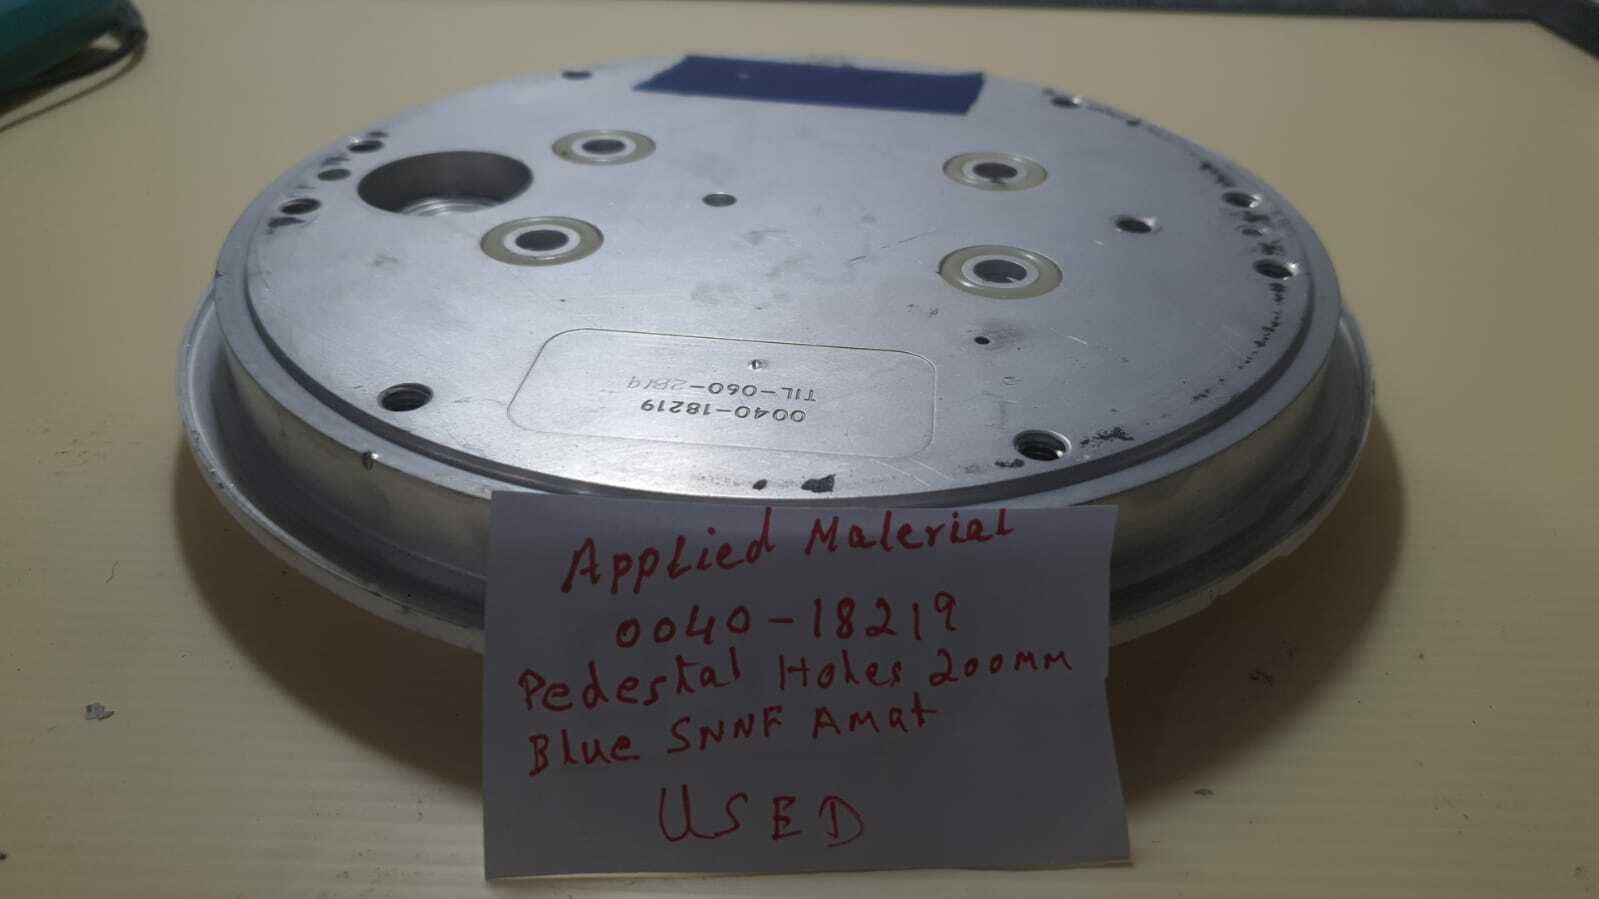 0040-18219
TIL-060-2819
Applied Material
0040-18219
Pedestal Holes 200MM
Blue SNNF AMat
USED